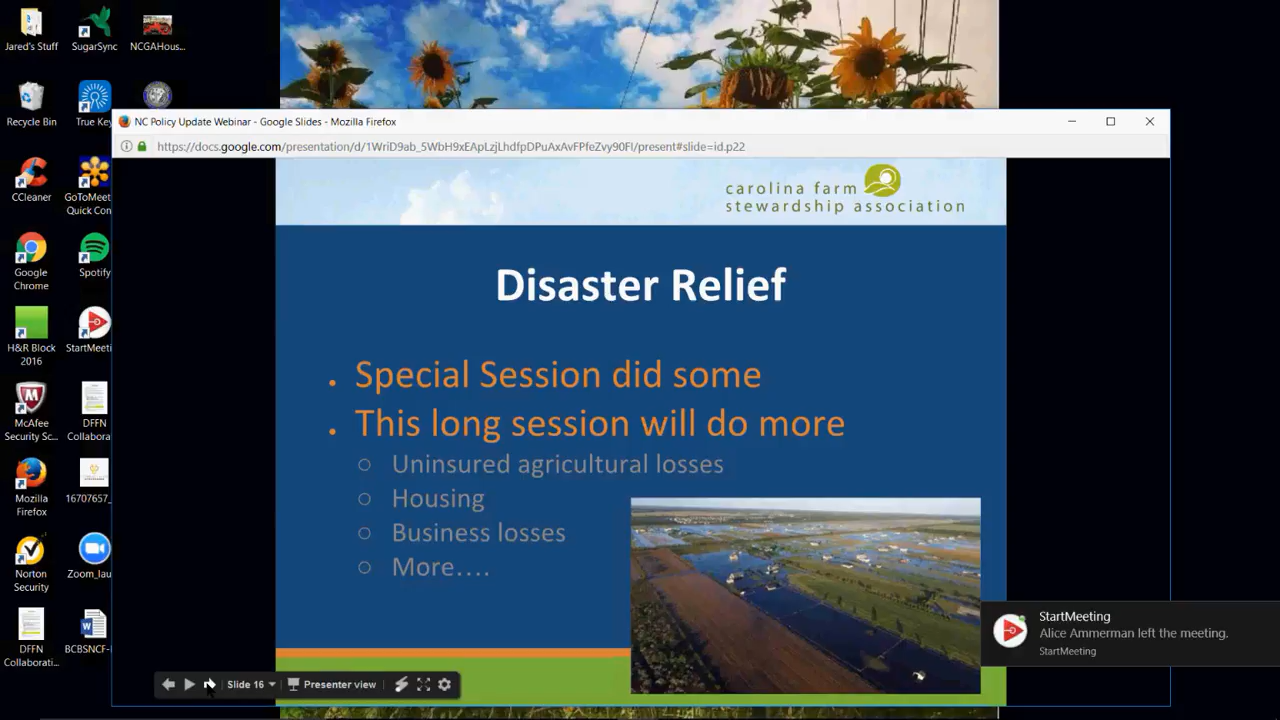 Jared's Stuff
SugarSync
NCGAHous...
Recycle Bin
True Key
NC Policy Update Webinar - Google Slides - Mozilla Firefox
https://docs.google.com/presentation/d/1WriD9ab_5WbH9xEApLzjLhdfpDPuAxAvFPfeZvy90FI/present#slide=id.p22
CCleaner
GoToMeet
Quick Con
Google
Chrome
Spotify
H&R Block
2016
StartMeeti
McAfee
Security Sc...
DFFN
Collabora
Mozilla
Firefox
16707657_
Norton
Security
Zoom_lau
DFFN
Collaborati...
BCBSNCF-
carolina farm
stewardship association
Disaster Relief
Special Session did some
This long session will do more
Uninsured agricultural losses
Housing
Business losses
More....
StartMeeting
Alice Ammerman left the meeting.
StartMeeting
Slide 16
Presenter view